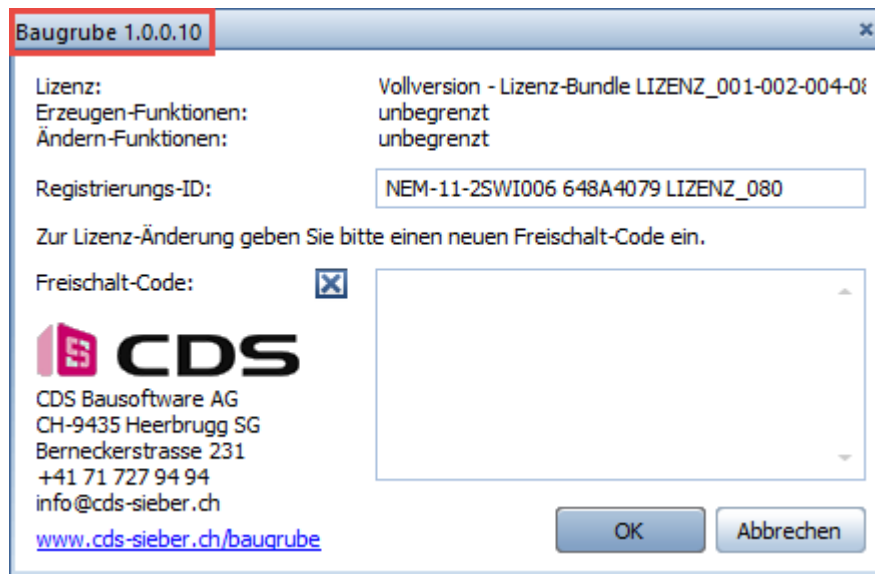 Baugrube 1.0.0.10
Lizenz: Vollversion - Lizenz-Bundle LIZENZ_001-002-004-08
Erzeugen-Funktionen: unbegrenzt
Ändern-Funktionen: unbegrenzt
Registrierungs-ID: NEM-11-2SWI006 648A4079 LIZENZ_080
Zur Lizenz-Änderung geben Sie bitte einen neuen Freischalt-Code ein.
Freischalt-Code:
CDS
CDS Bausoftware AG
CH-9435 Heerbrugg SG
Berneckerstrasse 231
+41 71 727 94 94
info@cds-sieber.ch
www.cds-sieber.ch/baugrube
OK Abbrechen